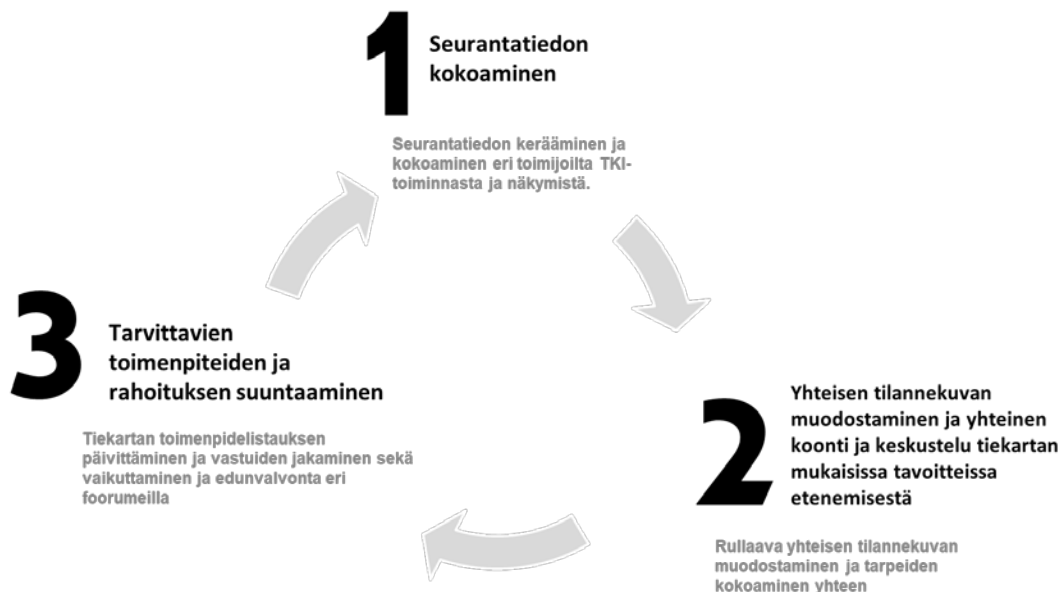 1
Seurantatiedon
kokoaminen
Seurantatiedon kerääminen ja
kokoaminen eri toimijoilta TKI-
toiminnasta ja näkymistä.
2
Yhteisen tilannekuvan
muodostaminen ja yhteinen
koonti ja keskustelu tiekartan
mukaisissa tavoitteissa
etenemisestä
Rullaava yhteisen tilannekuvan
muodostaminen ja tarpeiden
kokoaminen yhteen
3
Tarvittavien
toimenpiteiden ja
rahoituksen suuntaaminen
Tiekartan toimenpidelistauksen
päivittäminen ja vastuiden jakaminen sekä
vaikuttaminen ja edunvalvonta eri
foorumeilla